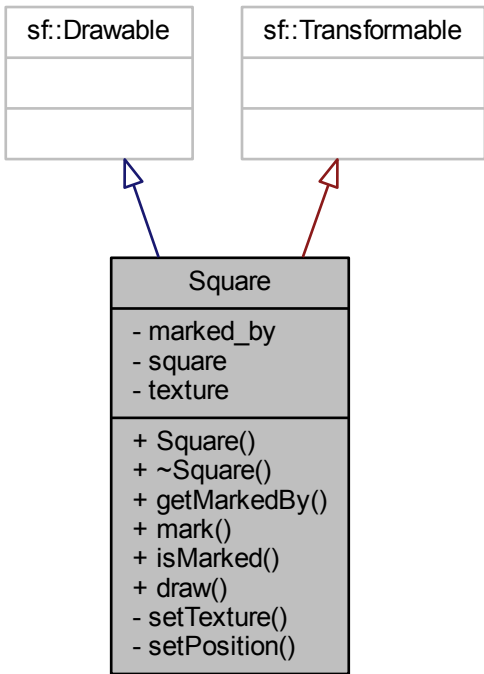 sf::Drawable
sf::Transformable
Square
- marked_by
- square
- texture
+ Square()
+ ~Square()
+ getMarkedBy()
+ mark()
+ isMarked()
+ draw()
- setTexture()
- setPosition()